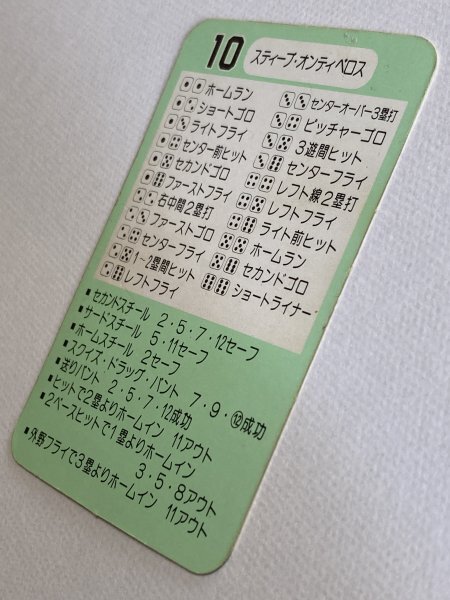 10 スティーブ・オンティベロス
ホームラン
ショートゴロ
ライトフライ
センター前ヒット
セカンドゴロ
ファーストフライ
右中間2塁打
ファーストゴロ
センターフライ
1-2塁間ヒット
レフトフライ
センターオーバー3塁打
ピッチャーゴロ
3遊間ヒット
センターフライ
レフト線2塁打
レフトフライ
ライト前ヒット
ホームラン
セカンドゴロ
ショートライナー
■セカンドスチール 2・5・7・12セーフ
■サードスチール 5・11セーフ
■ホームスチール 2セーフ
■スクイズ・ドラッグ・バント 7・9・⑫成功
■送りバント 2・5・7・12成功
■ヒットで2塁よりホームイン 11アウト
■2ベースヒットで1塁よりホームイン
3・5・8アウト
■外野フライで3塁よりホームイン 11アウト